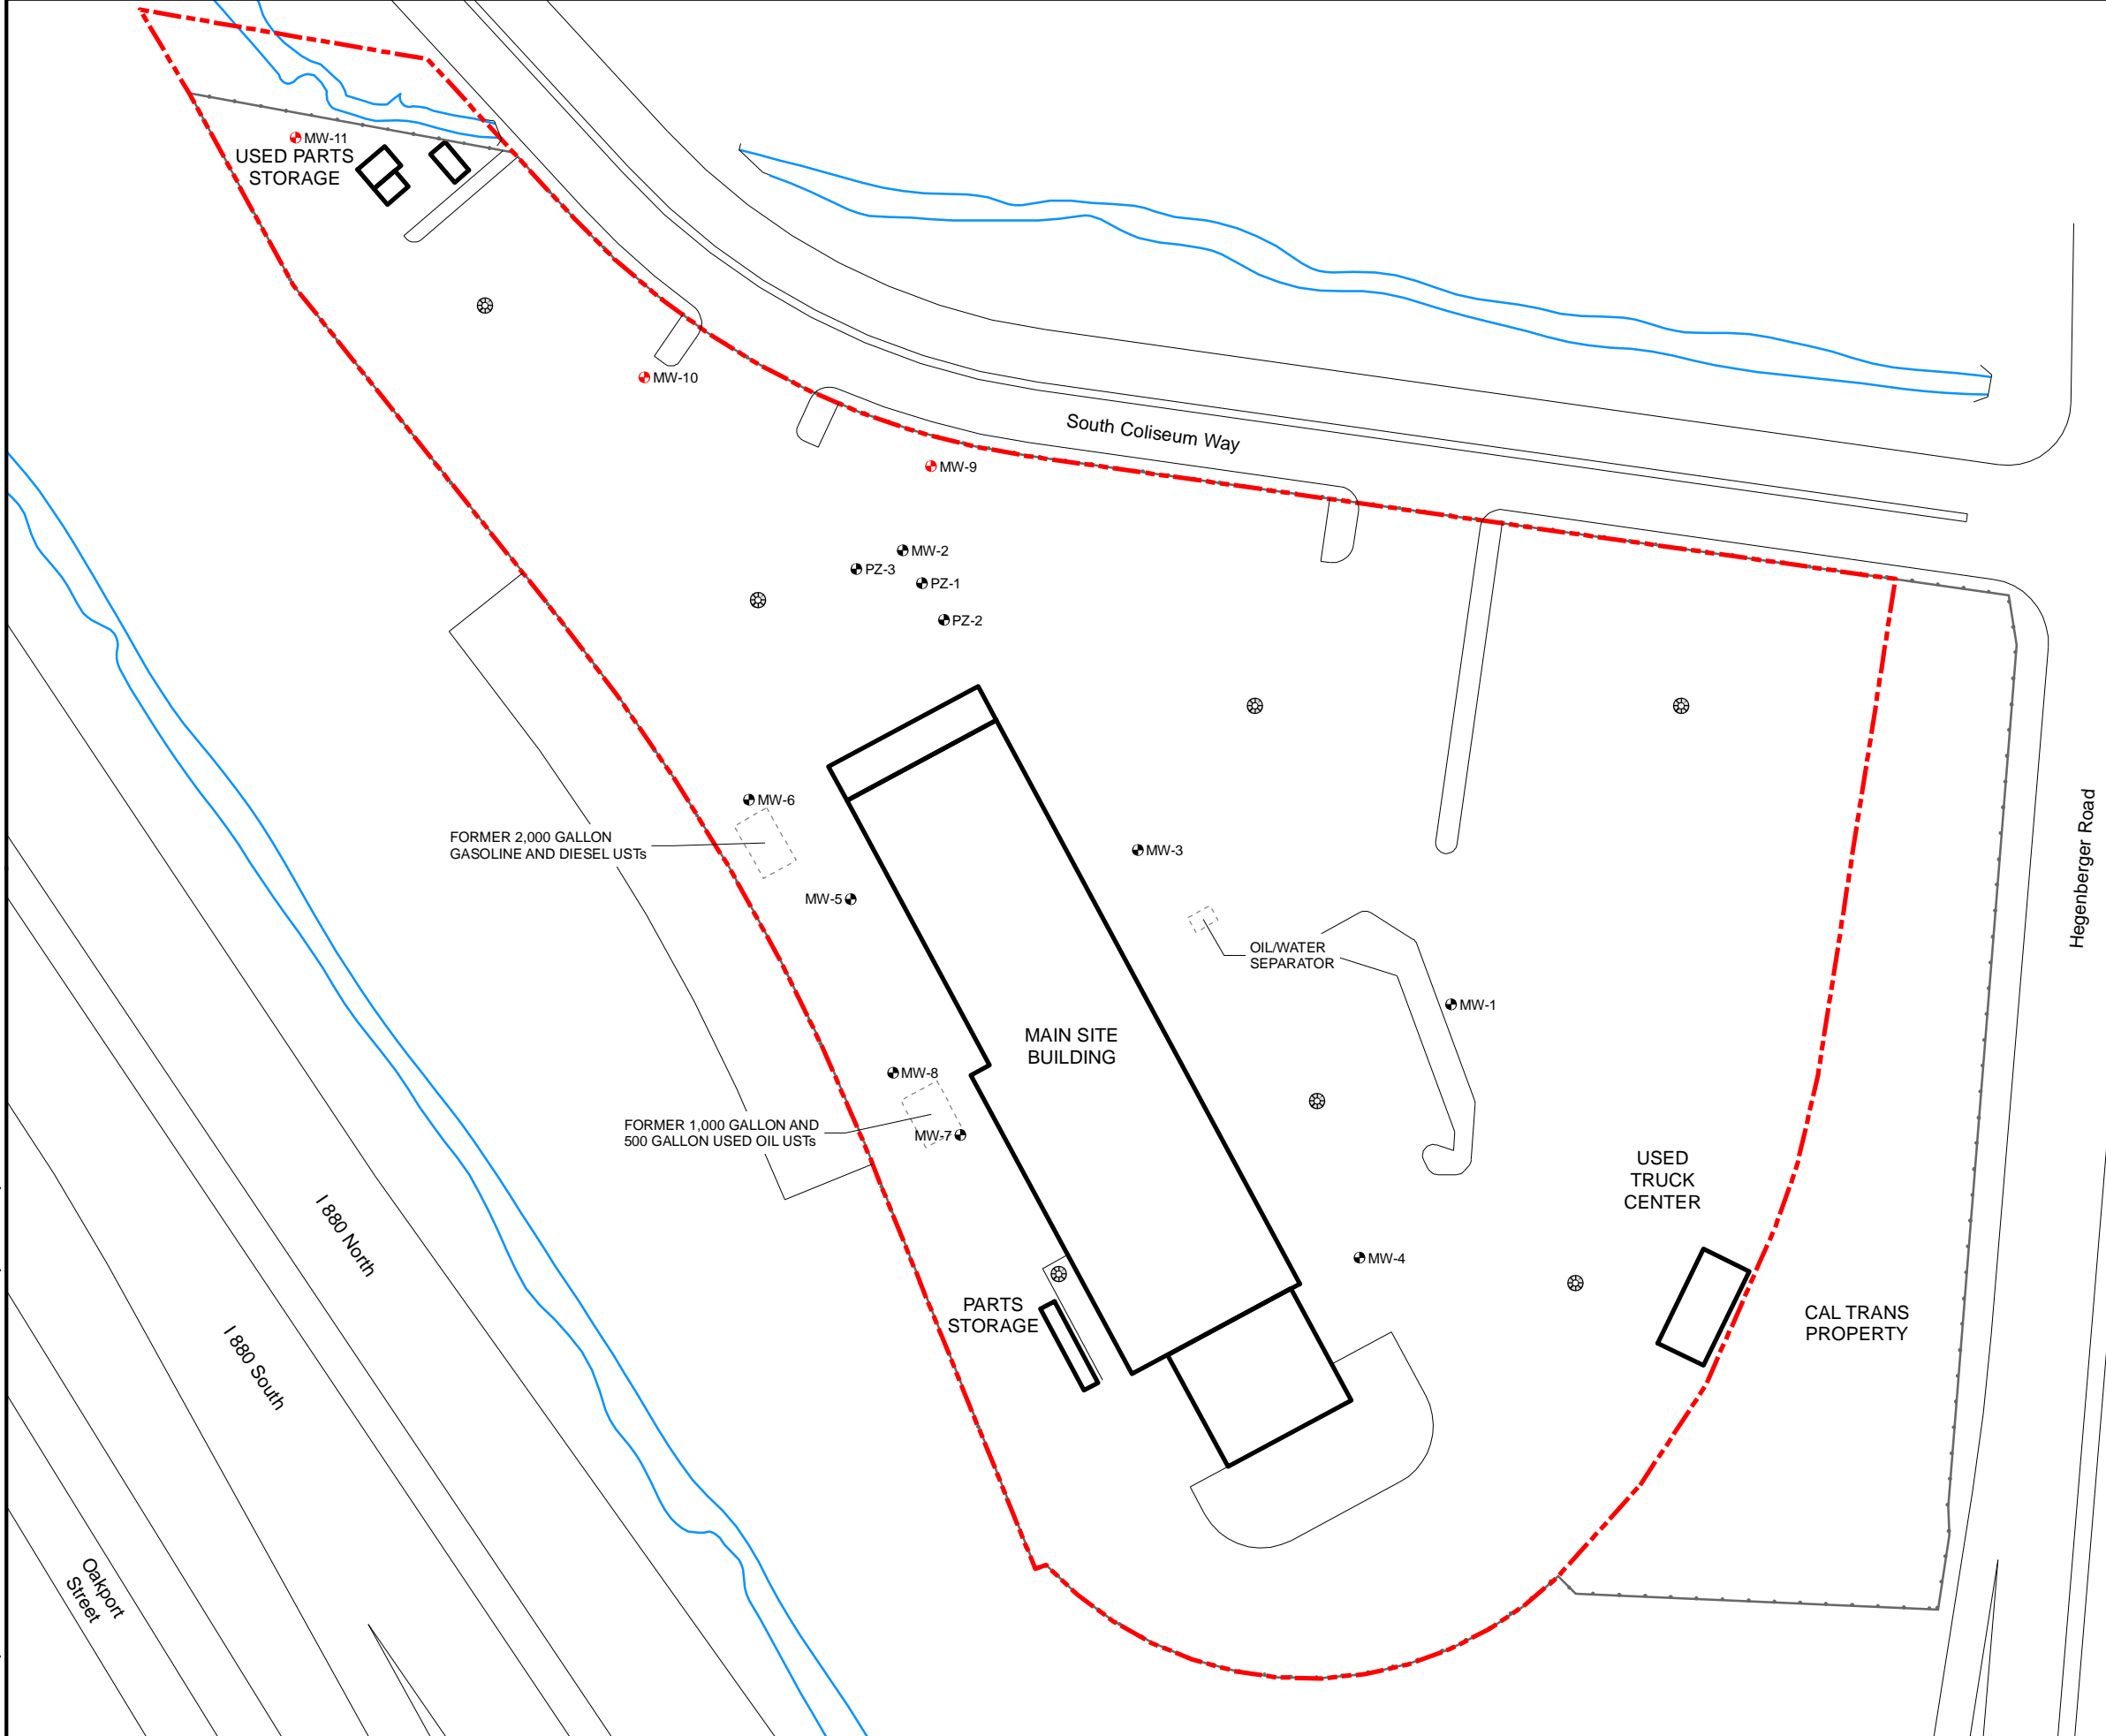 MW-11
USED PARTS
STORAGE
MW-10
South Coliseum Way
MW-9
MW-2
PZ-3
PZ-1
PZ-2
MW-6
FORMER 2,000 GALLON
GASOLINE AND DIESEL USTs
MW-3
MW-5
Hegenberger Road
OIL/WATER
SEPARATOR
MW-1
MAIN SITE
BUILDING
MW-8
FORMER 1,000 GALLON AND
500 GALLON USED OIL USTs
MW-7
USED
TRUCK
CENTER
I 880 North
MW-4
PARTS
STORAGE
CAL TRANS
PROPERTY
I 880 South
Oakport
Street